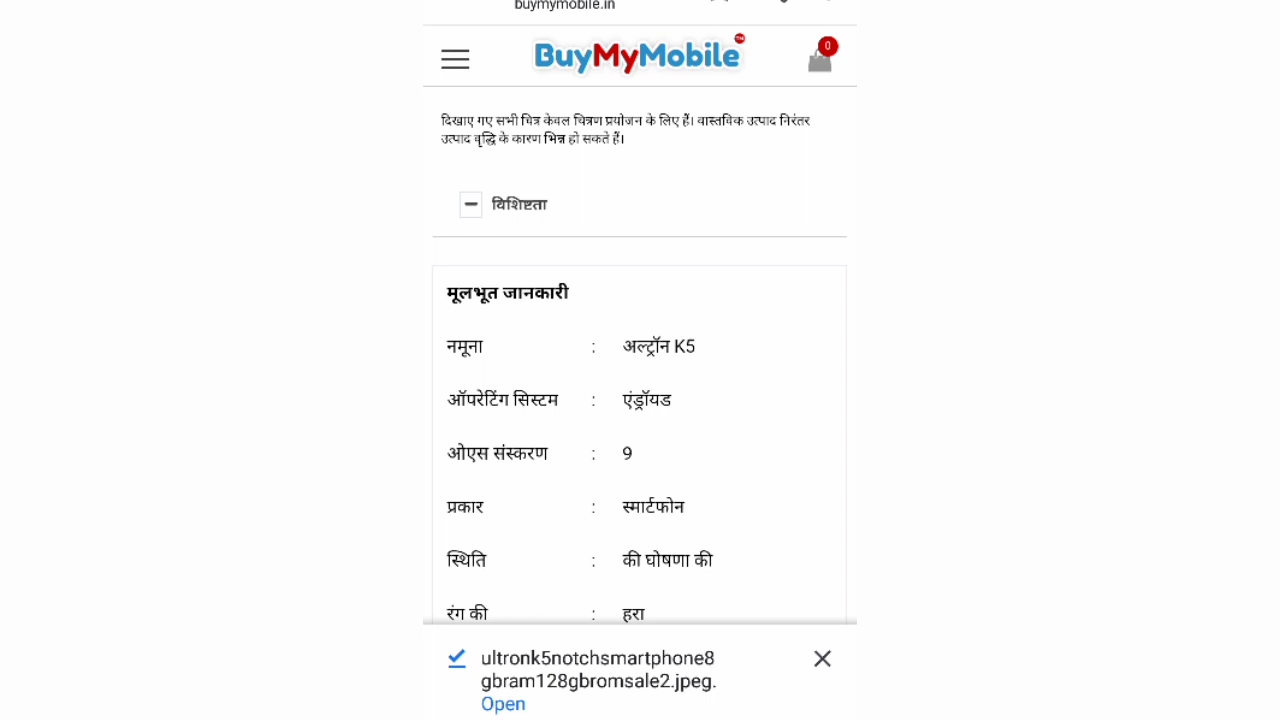 buymymobile.in
BuyMyMobile
TM
0
दिखाए गए सभी चित्र केवल चित्रण प्रयोजन के लिए हैं। वास्तविक उत्पाद निरंतर
उत्पाद वृद्धि के कारण भिन्न हो सकते हैं।
विशिष्टता
मूलभूत जानकारी
नमूना : अल्ट्रॉन K5
ऑपरेटिंग सिस्टम : एंड्रॉयड
ओएस संस्करण : 9
प्रकार : स्मार्टफोन
स्थिति : की घोषणा की
रंग की : हरा
ultronk5notchsmartphone8
gbram128gbromsale2.jpeg.
Open